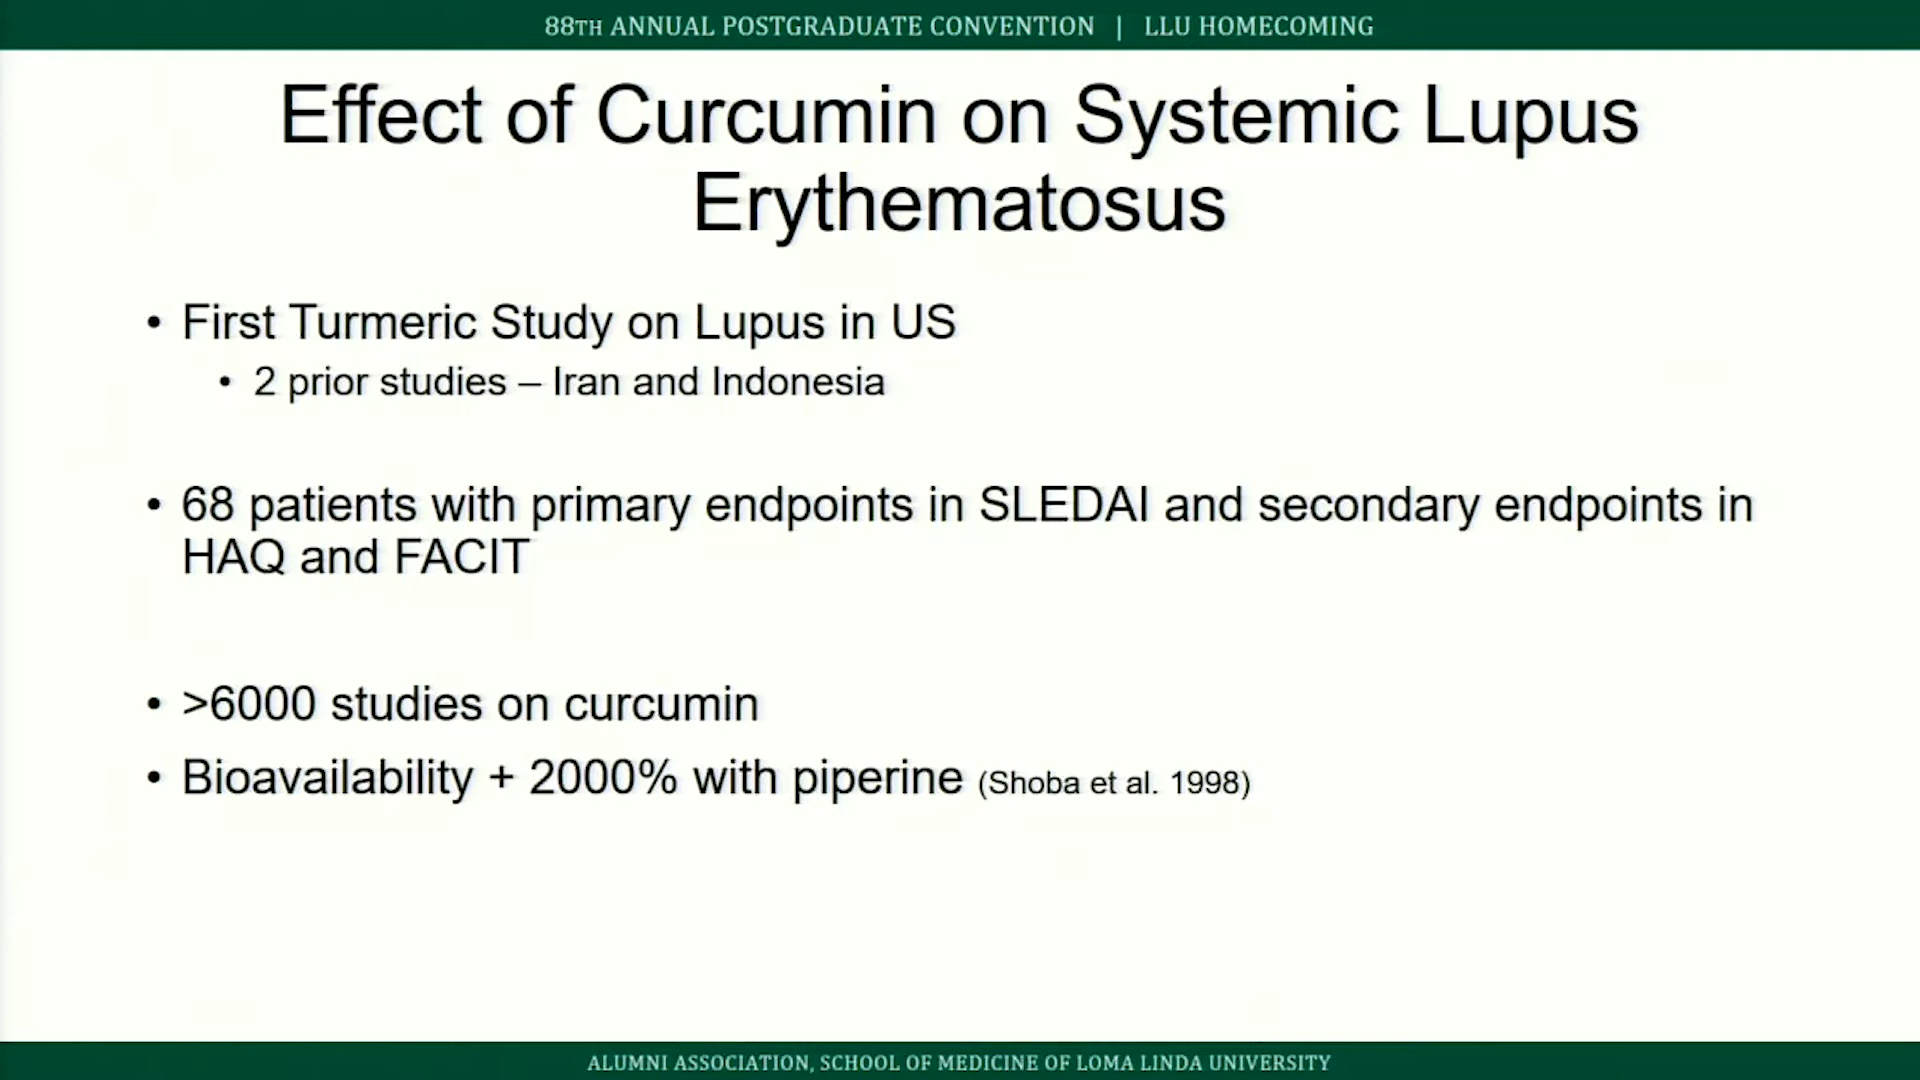 88TH ANNUAL POSTGRADUATE CONVENTION | LLU HOMECOMING
Effect of Curcumin on Systemic Lupus
Erythematosus
• First Turmeric Study on Lupus in US
• 2 prior studies – Iran and Indonesia
• 68 patients with primary endpoints in SLEDAI and secondary endpoints in
HAQ and FACIT
• >6000 studies on curcumin
• Bioavailability + 2000% with piperine (Shoba et al. 1998)
ALUMNI ASSOCIATION, SCHOOL OF MEDICINE OF LOMA LINDA UNIVERSITY